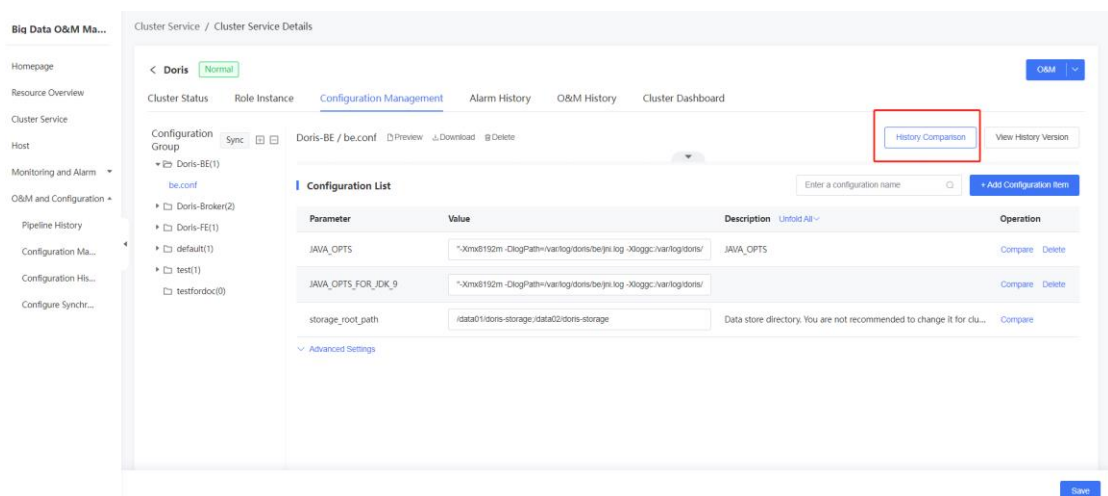 Big Data O&M Ma...
Cluster Service / Cluster Service Details
Homepage
Resource Overview
Cluster Service
Host
Monitoring and Alarm
O&M and Configuration
Pipeline History
Configuration Ma...
Configuration His...
Configure Synchr...
< Doris Normal
O&M
Cluster Status Role Instance Configuration Management Alarm History O&M History Cluster Dashboard
Configuration Group
Sync
Doris-BE(1)
be.conf
Doris-Broker(2)
Doris-FE(1)
default(1)
test(1)
testfordoc(0)
Doris-BE / be.conf Preview Download Delete
History Comparison View History Version
Configuration List
Enter a configuration name
+ Add Configuration Item
Parameter Value Description Unfold All Operation
JAVA_OPTS "-Xmx8192m -DlogPath=/var/log/doris/be/jni.log -Xloggc:/var/log/doris/ JAVA_OPTS Compare Delete
JAVA_OPTS_FOR_JDK_9 "-Xmx8192m -DlogPath=/var/log/doris/be/jni.log -Xloggc:/var/log/doris/ Compare Delete
storage_root_path /data01/doris-storage;/data02/doris-storage Data store directory. You are not recommended to change it for clu... Compare
Advanced Settings
Save